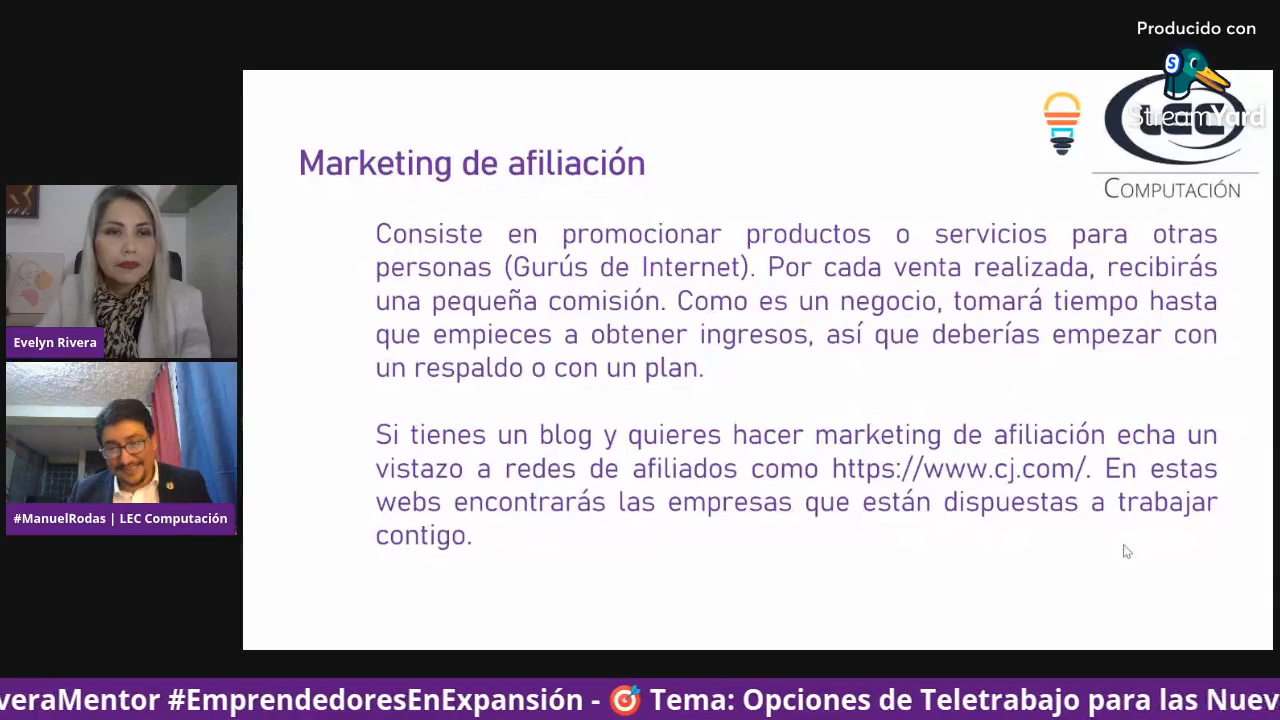 Producido con
StreamYard
LEC
COMPUTACIÓN
Marketing de afiliación
Consiste en promocionar productos o servicios para otras
personas (Gurús de Internet). Por cada venta realizada, recibirás
una pequeña comisión. Como es un negocio, tomará tiempo hasta
que empieces a obtener ingresos, así que deberías empezar con
un respaldo o con un plan.
Si tienes un blog y quieres hacer marketing de afiliación echa un
vistazo a redes de afiliados como https://www.cj.com/. En estas
webs encontrarás las empresas que están dispuestas a trabajar
contigo.
Evelyn Rivera
#ManuelRodas | LEC Computación
veraMentor #EmprendedoresEnExpansión - 🎯 Tema: Opciones de Teletrabajo para las Nuev